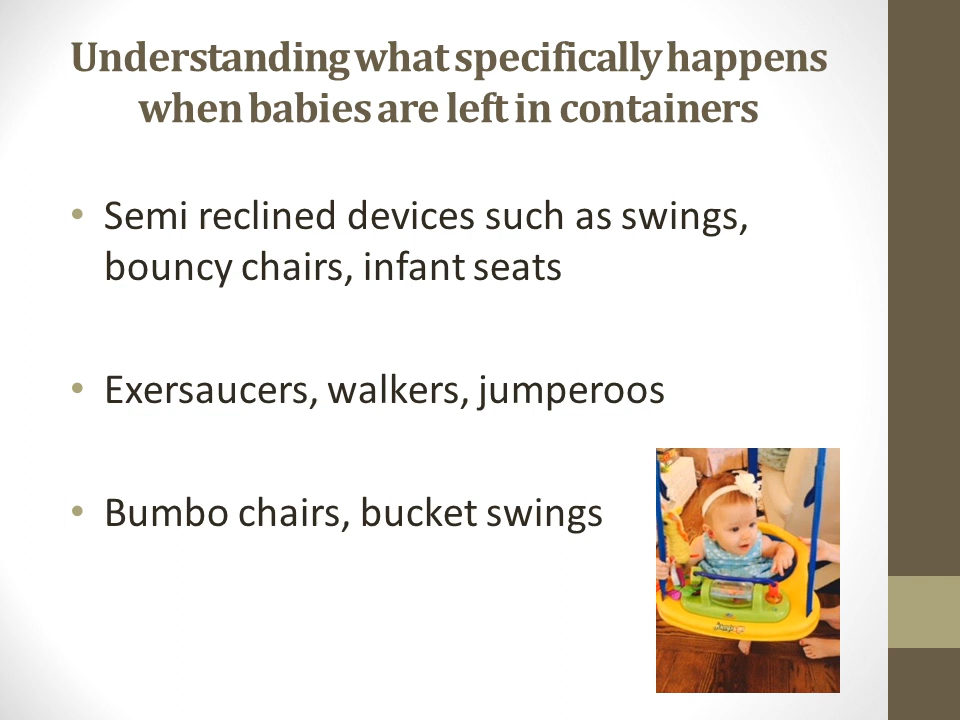 Understanding what specifically happens
when babies are left in containers
• Semi reclined devices such as swings,
bouncy chairs, infant seats
• Exersaucers, walkers, jumperoos
• Bumbo chairs, bucket swings